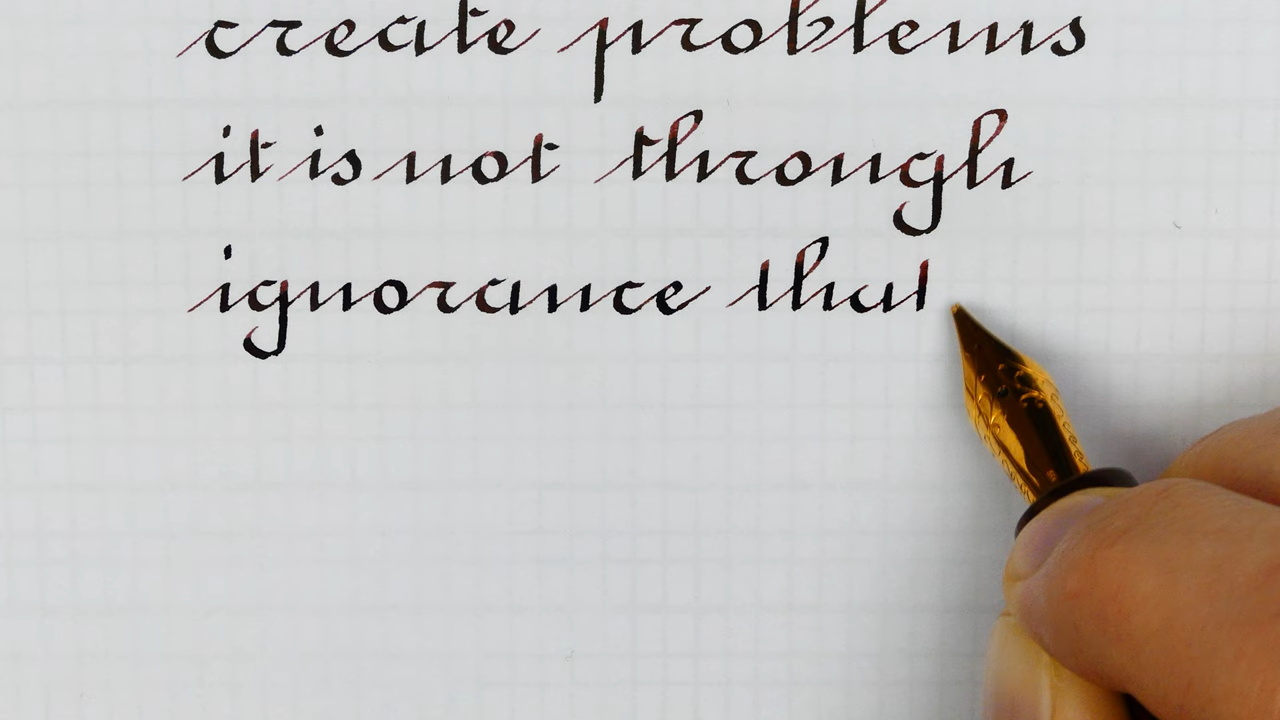 create problems
it is not through
ignorance that